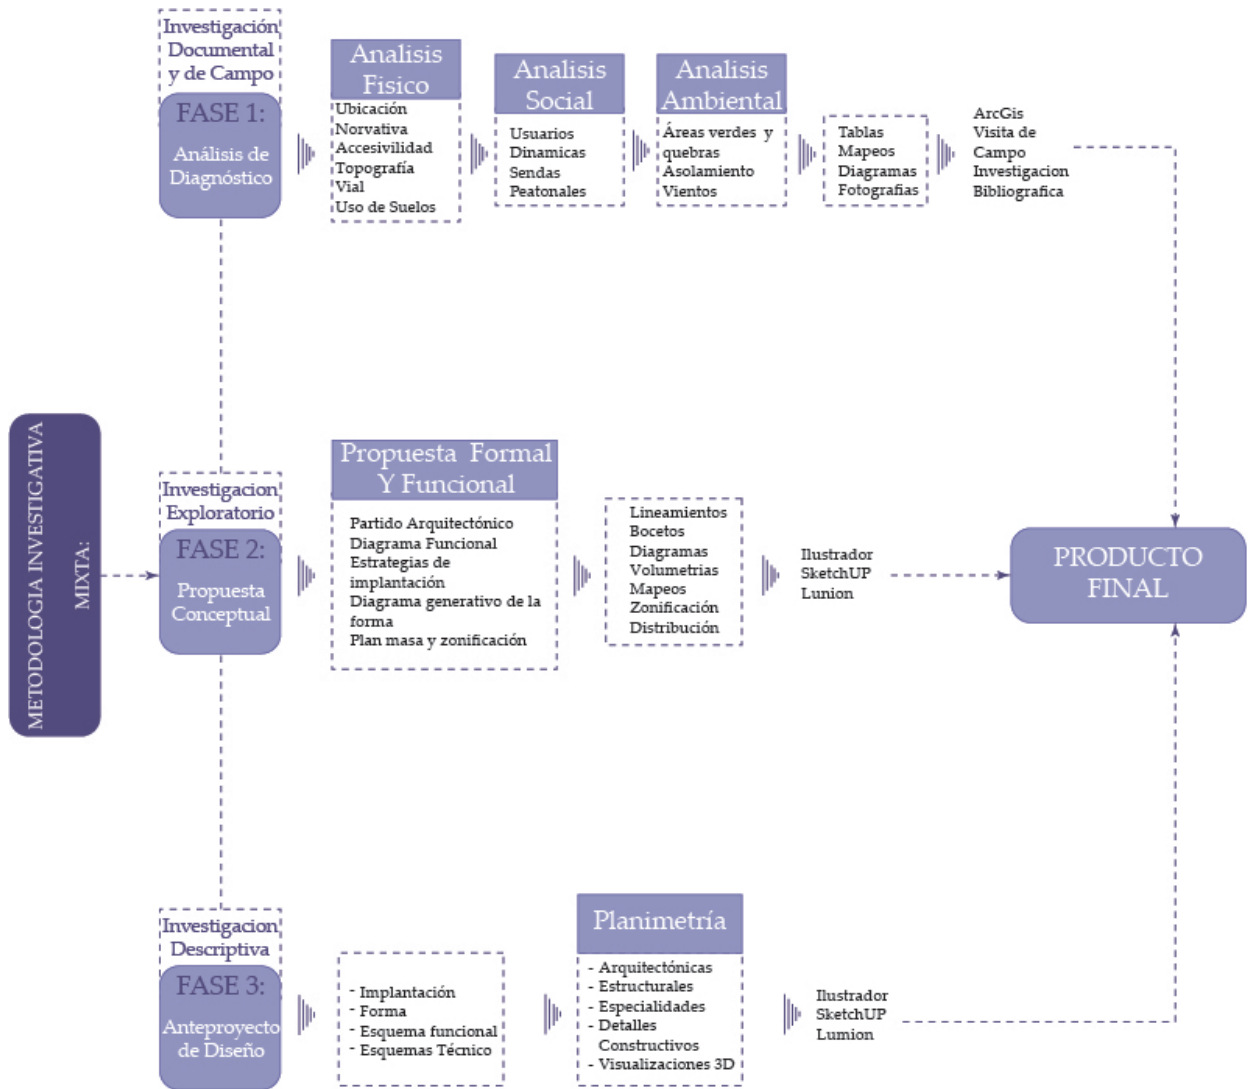 METODOLOGIA INVESTIGATIVA
MIXTA:
Investigación
Documental
y de Campo
FASE 1:
Análisis de
Diagnóstico
Analisis
Fisico
Ubicación
Norvativa
Accesivilidad
Topografía
Vial
Uso de Suelos
Analisis
Social
Usuarios
Dinamicas
Sendas
Peatonales
Analisis
Ambiental
Áreas verdes y
quebras
Asolamiento
Vientos
Tablas
Mapeos
Diagramas
Fotografias
ArcGis
Visita de
Campo
Investigacion
Bibliografica
Investigacion
Exploratorio
FASE 2:
Propuesta
Conceptual
Propuesta Formal
Y Funcional
Partido Arquitectónico
Diagrama Funcional
Estrategias de
implantación
Diagrama generativo de la
forma
Plan masa y zonificación
Lineamientos
Bocetos
Diagramas
Volumetrias
Mapeos
Zonificación
Distribución
Ilustrador
SketchUP
Lunion
PRODUCTO
FINAL
Investigacion
Descriptiva
FASE 3:
Anteproyecto
de Diseño
- Implantación
- Forma
- Esquema funcional
- Esquemas Técnico
Planimetría
- Arquitectónicas
- Estructurales
- Especialidades
- Detalles
Constructivos
- Visualizaciones 3D
Ilustrador
SketchUP
Lumion